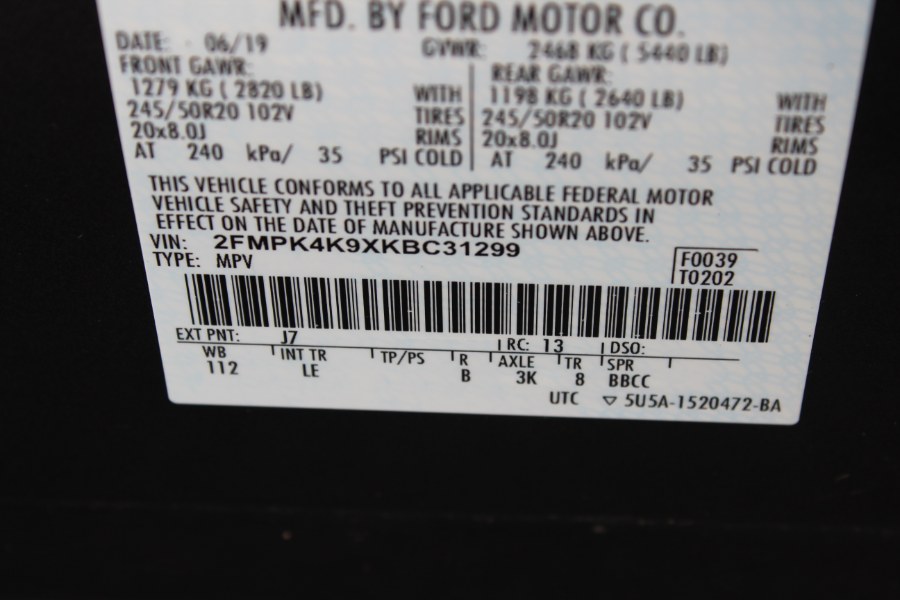 MFD. BY FORD MOTOR CO.
DATE: 06/19 GVWR: 2468 KG ( 5440 LB)
FRONT GAWR: REAR GAWR:
1279 KG ( 2820 LB) WITH 1198 KG ( 2640 LB) WITH
245/50R20 102V TIRES 245/50R20 102V TIRES
20x8.0J RIMS 20x8.0J RIMS
AT 240 kPa/ 35 PSI COLD AT 240 kPa/ 35 PSI COLD
THIS VEHICLE CONFORMS TO ALL APPLICABLE FEDERAL MOTOR
VEHICLE SAFETY AND THEFT PREVENTION STANDARDS IN
EFFECT ON THE DATE OF MANUFACTURE SHOWN ABOVE.
VIN: 2FMPK4K9XKBC31299 F0039
TYPE: MPV T0202
EXT PNT: J7 RC: 13 DSO:
WB INT TR TP/PS R AXLE TR SPR
112 LE B 3K 8 BBCC
UTC ▽ 5U5A-1520472-BA